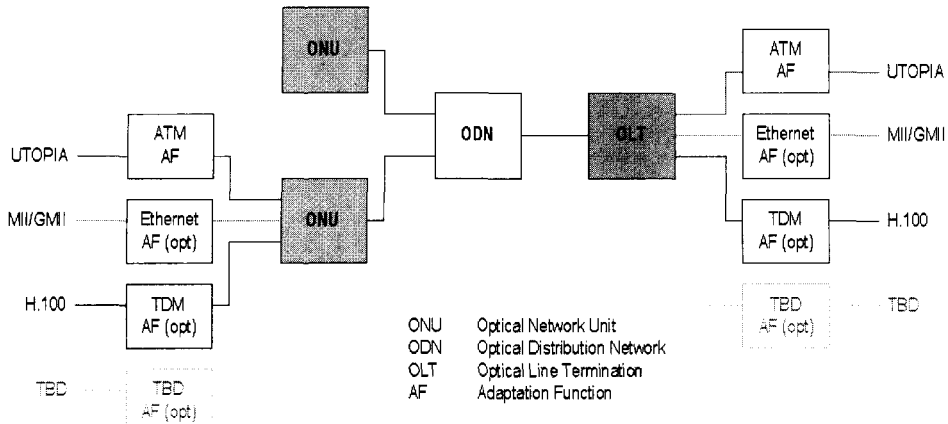 ONU
ATM
AF
UTOPIA
ODN
OLT
Ethernet
AF (opt)
MII/GMII
ATM
AF
UTOPIA
MII/GMII
Ethernet
AF (opt)
ONU
TDM
AF (opt)
H.100
H.100
TDM
AF (opt)
TBD
AF (opt)
TBD
ONU Optical Network Unit
ODN Optical Distribution Network
OLT Optical Line Termination
AF Adaptation Function
TBD
TBD
AF (opt)